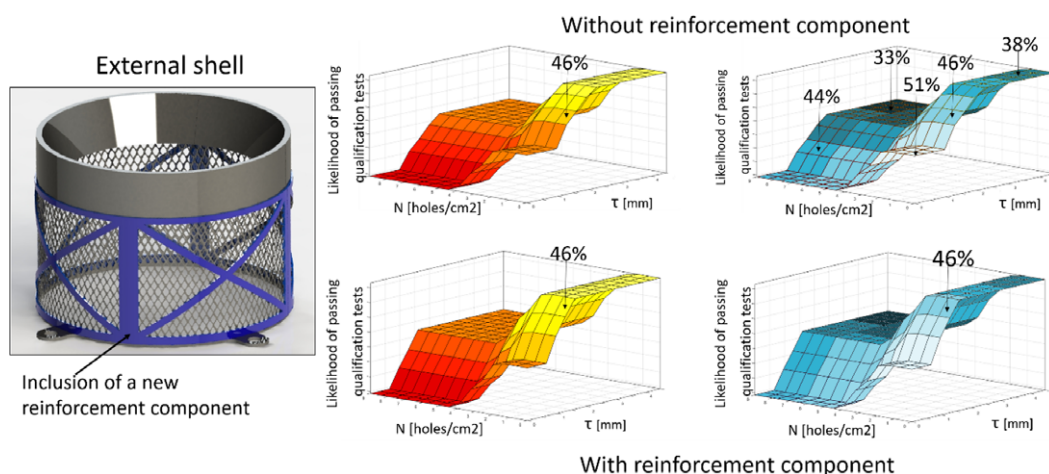 Without reinforcement component
External shell
46%
Likelihood of passing
qualification tests
N [holes/cm2]
τ [mm]
33%
46%
38%
44%
51%
Likelihood of passing
qualification tests
N [holes/cm2]
τ [mm]
Inclusion of a new
reinforcement component
46%
Likelihood of passing
qualification tests
N [holes/cm2]
τ [mm]
46%
Likelihood of passing
qualification tests
N [holes/cm2]
τ [mm]
With reinforcement component